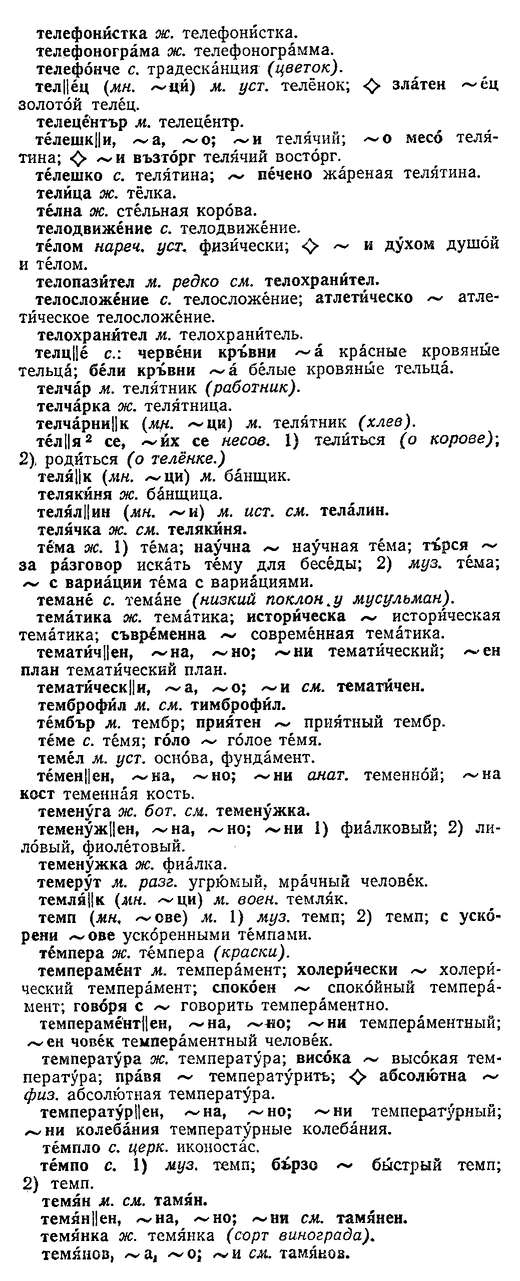 телефони́стка ж. телефони́стка.
телефоногра́ма ж. телефоногра́мма.
телефо́нче с. традеска́нция (цветок).
тел||е́ц (мн. ~ци́) м. уст. телёнок; ◇ зла́тен ~е́ц
золото́й теле́ц.
телеце́нтър м. телеце́нтр.
те́лешк||и, ~а, ~о; ~и теля́чий; ~о месо́ теля́-
тина; ◇ ~и възто́рг теля́чий восто́рг.
те́лешко с. теля́тина; ~ пе́чено жа́реная теля́тина.
те́лица ж. тёлка.
те́лна ж. сте́льная коро́ва.
телодвиже́ние с. телодвиже́ние.
те́лом нареч. уст. физи́чески; ◇ ~ и ду́хом душо́й
и те́лом.
телопази́тел м. редко см. телохрани́тел.
телосложе́ние с. телосложе́ние; атлети́ческо ~ атле-
ти́ческое телосложе́ние.
телохрани́тел м. телохрани́тель.
телц||е́ с.: черве́ни кръ́вни ~а́ кра́сные кровяны́е
тельца́; бе́ли кръ́вни ~а́ бе́лые кровяны́е тельца́.
телча́р м. теля́тник (работник).
телча́рка ж. теля́тница.
телча́рни||к (мн. ~ци) м. теля́тник (хлев).
те́л||я² се, ~их се несов. 1) тели́ться (о корове);
2) роди́ться (о телёнке.)
теля́||к (мн. ~ци) м. ба́нщик.
теляки́ня ж. ба́нщица.
теля́л||ин (мн. ~и) м. ист. см. тела́лин.
теля́чка ж. см. теляки́ня.
те́ма ж. 1) те́ма; нау́чна ~ нау́чная те́ма; тъ́рся ~
за ра́зговор иска́ть те́му для бесе́ды; 2) муз. те́ма;
~ с вариа́ции те́ма с вариа́циями.
темане́ с. темане́ (низкий поклон у мусульман).
тема́тика ж. тема́тика; истори́ческа ~ истори́ческая
тема́тика; съвре́менна ~ совреме́нная тема́тика.
темати́ч||ен, ~на, ~но; ~ни темати́ческий; ~ен
план темати́ческий план.
темати́ческ||и, ~а, ~о; ~и см. темати́чен.
темброфи́л м. см. тимброфи́л.
те́мбър м. тембр; прия́тен ~ прия́тный тембр.
те́ме с. те́мя; го́ло ~ го́лое те́мя.
теме́л м. уст. осно́ва, фунда́мент.
те́мен||ен, ~на, ~но; ~ни анат. теменно́й; ~на
кост теменна́я кость.
темену́га ж. бот. см. темену́жка.
темену́ж||ен, ~на, ~но; ~ни 1) фиа́лковый; 2) ли-
ло́вый, фиоле́товый.
темену́жка ж. фиа́лка.
темеру́т м. разг. угрю́мый, мра́чный челове́к.
темля́||к (мн. ~ци) м. воен. темля́к.
темп (мн. ~ове) м. 1) муз. темп; 2) темп; с уско́-
рени ~ове уско́ренными те́мпами.
те́мпера ж. те́мпера (краски).
темпераме́нт м. темпера́мент; холери́чески ~ холери́-
ческий темпера́мент; споко́ен ~ споко́йный темпера́-
мент; гово́ря с ~ говори́ть темпера́ментно.
темпераме́нт||ен, ~на, ~но; ~ни темпера́ментный;
~ен чове́к темпера́ментный челове́к.
температу́ра ж. температу́ра; висо́ка ~ высо́кая тем-
перату́ра; пра́вя ~ температу́рить; ◇ абсолю́тна ~
физ. абсолю́тная температу́ра.
температу́р||ен, ~на, ~но; ~ни температу́рный;
~ни колеба́ния температу́рные колеба́ния.
те́мпло с. церк. иконоста́с.
те́мпо с. 1) муз. темп; бъ́рзо ~ бы́стрый темп;
2) темп.
темя́н м. см. тамя́н.
темя́н||ен, ~на, ~но; ~ни см. тамя́нен.
темя́нка ж. темя́нка (сорт винограда).
темя́нов, ~а, ~о; ~и см. тамя́нов.